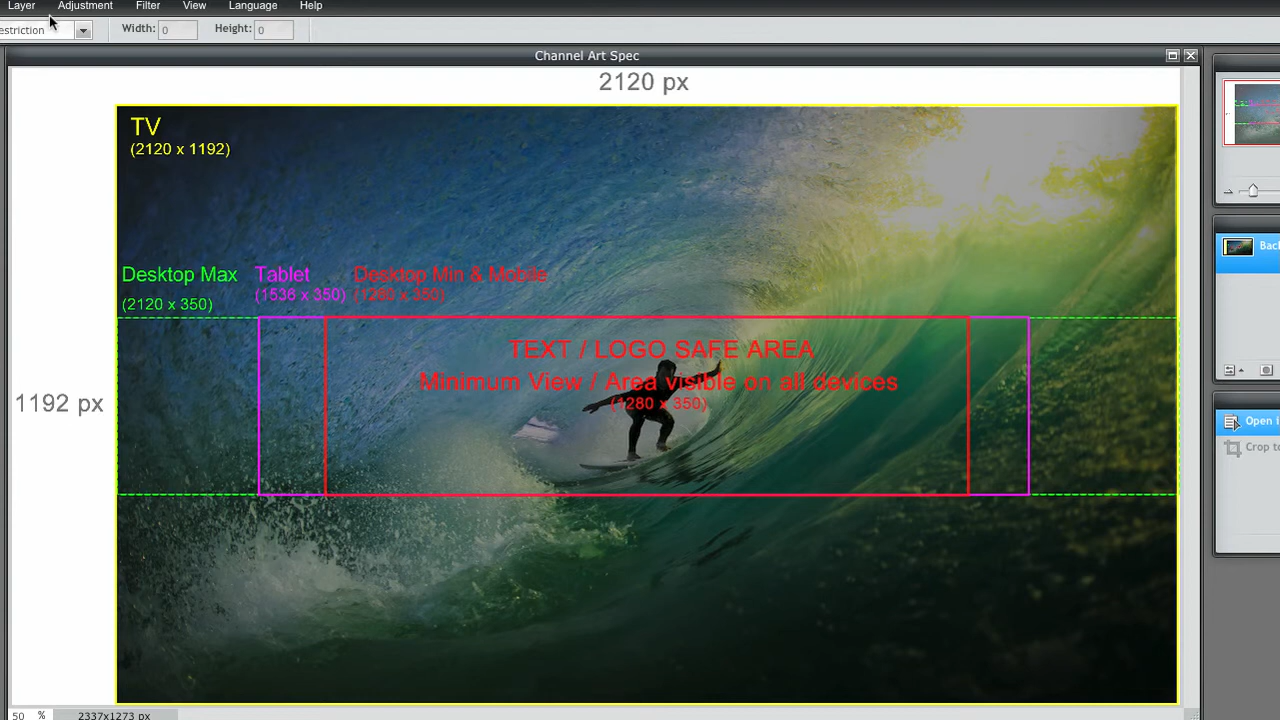 Layer Adjustment Filter View Language Help
estriction Width: 0 Height: 0
Channel Art Spec
2120 px
TV
(2120 x 1192)
Desktop Max Tablet Desktop Min & Mobile
(2120 x 350) (1536 x 350) (1280 x 350)
TEXT / LOGO SAFE AREA
Minimum View / Area visible on all devices
(1280 x 350)
1192 px
Bac
Open I
Crop to
50 % 2337x1273 px